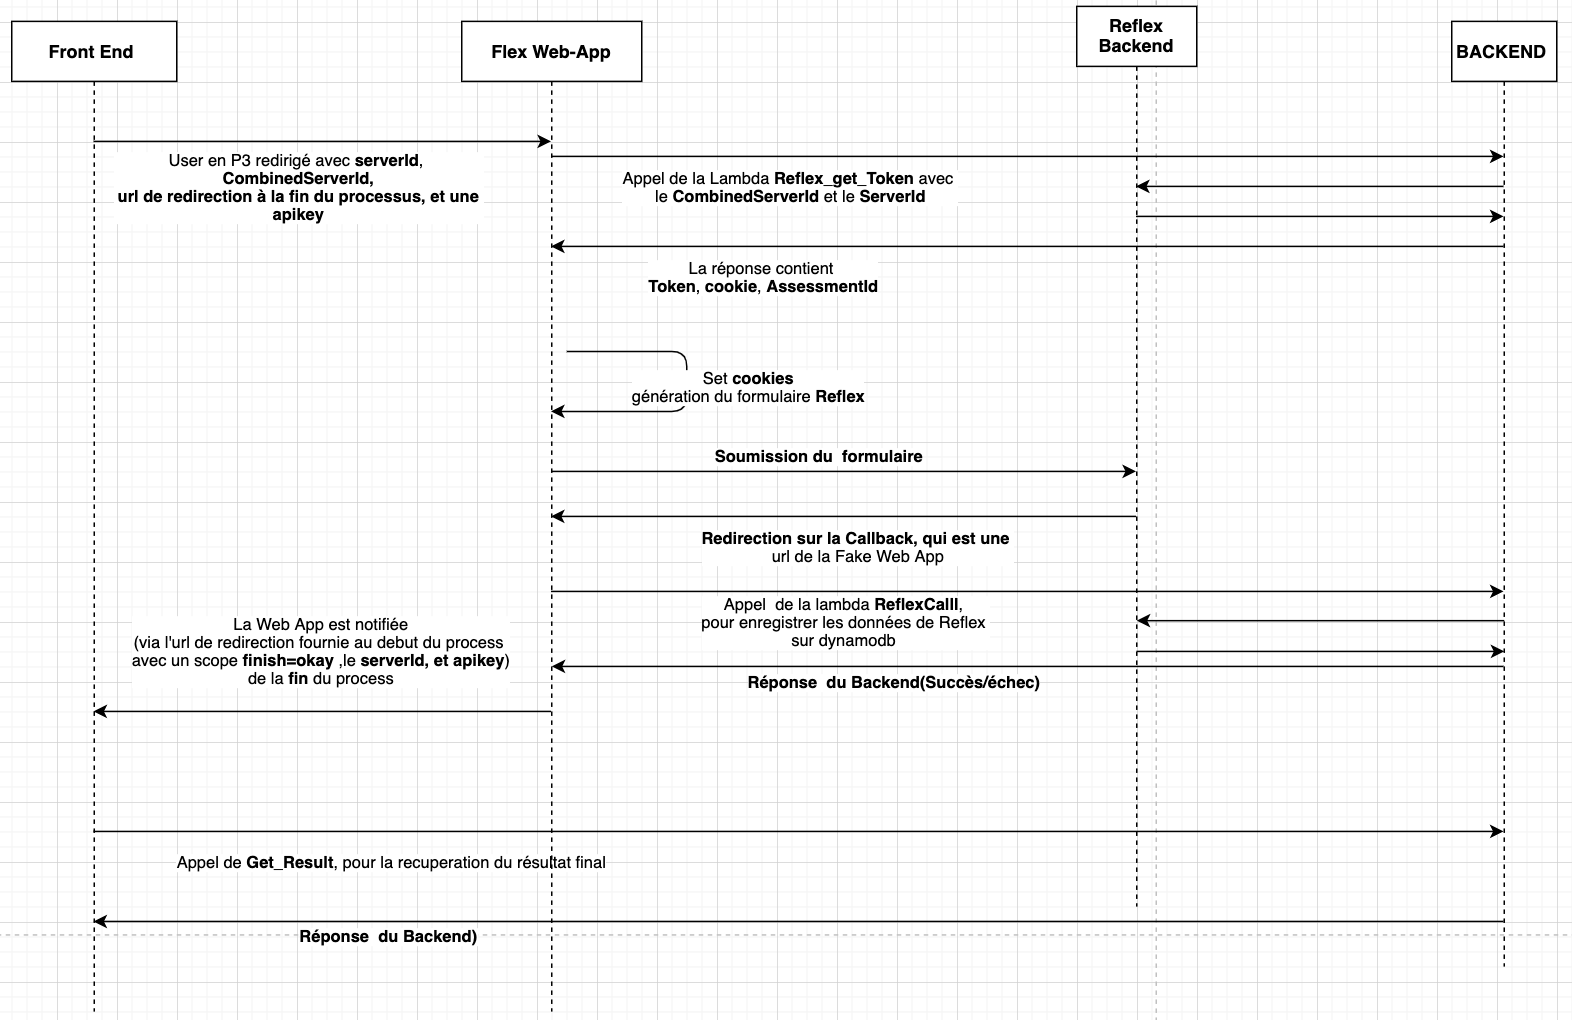 Front End
Flex Web-App
Reflex
Backend
BACKEND
User en P3 redirigé avec serverId,
CombinedServerId,
url de redirection à la fin du processus, et une
apikey
Appel de la Lambda Reflex_get_Token avec
le CombinedServerId et le ServerId
La réponse contient
Token, cookie, AssessmentId
Set cookies
génération du formulaire Reflex
Soumission du  formulaire
Redirection sur la Callback, qui est une
url de la Fake Web App
Appel  de la lambda ReflexCalll,
pour enregistrer les données de Reflex
sur dynamodb
La Web App est notifiée
(via l'url de redirection fournie au debut du process
avec un scope finish=okay ,le serverId, et apikey)
de la fin du process
Réponse  du Backend(Succès/échec)
Appel de Get_Result, pour la recuperation du résultat final
Réponse  du Backend)